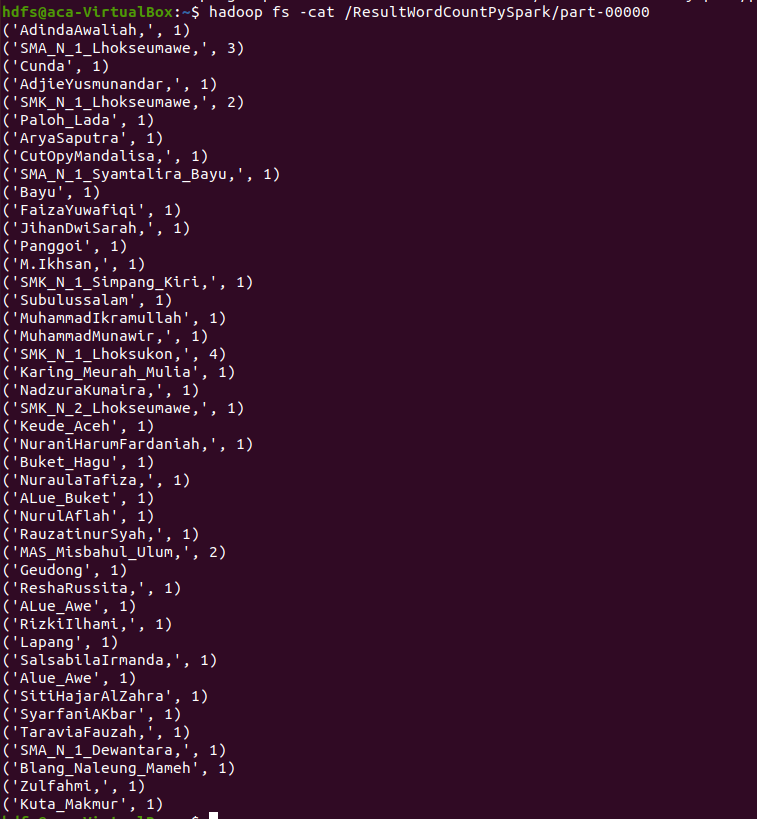 hdfs@aca-VirtualBox:~$ hadoop fs -cat /ResultWordCountPySpark/part-00000
('AdindaAwaliah,', 1)
('SMA_N_1_Lhokseumawe,', 3)
('Cunda', 1)
('AdjieYusmunandar,', 1)
('SMK_N_1_Lhokseumawe,', 2)
('Paloh_Lada', 1)
('AryaSaputra', 1)
('CutOpyMandalisa,', 1)
('SMA_N_1_Syamtalira_Bayu,', 1)
('Bayu', 1)
('FaizaYuwafiqi', 1)
('JihanDwiSarah,', 1)
('Panggoi', 1)
('M.Ikhsan,', 1)
('SMK_N_1_Simpang_Kiri,', 1)
('Subulussalam', 1)
('MuhammadIkramullah', 1)
('MuhammadMunawir,', 1)
('SMK_N_1_Lhoksukon,', 4)
('Karing_Meurah_Mulia', 1)
('NadzuraKumaira,', 1)
('SMK_N_2_Lhokseumawe,', 1)
('Keude_Aceh', 1)
('NuraniHarumFardaniah,', 1)
('Buket_Hagu', 1)
('NuraulaTafiza,', 1)
('ALue_Buket', 1)
('NurulAflah', 1)
('RauzatinurSyah,', 1)
('MAS_Misbahul_Ulum,', 2)
('Geudong', 1)
('ReshaRussita,', 1)
('ALue_Awe', 1)
('RizkiIlhami,', 1)
('Lapang', 1)
('SalsabilaIrmanda,', 1)
('Alue_Awe', 1)
('SitiHajarAlZahra', 1)
('SyarfaniAKbar', 1)
('TaraviaFauzah,', 1)
('SMA_N_1_Dewantara,', 1)
('Blang_Naleung_Mameh', 1)
('Zulfahmi,', 1)
('Kuta_Makmur', 1)